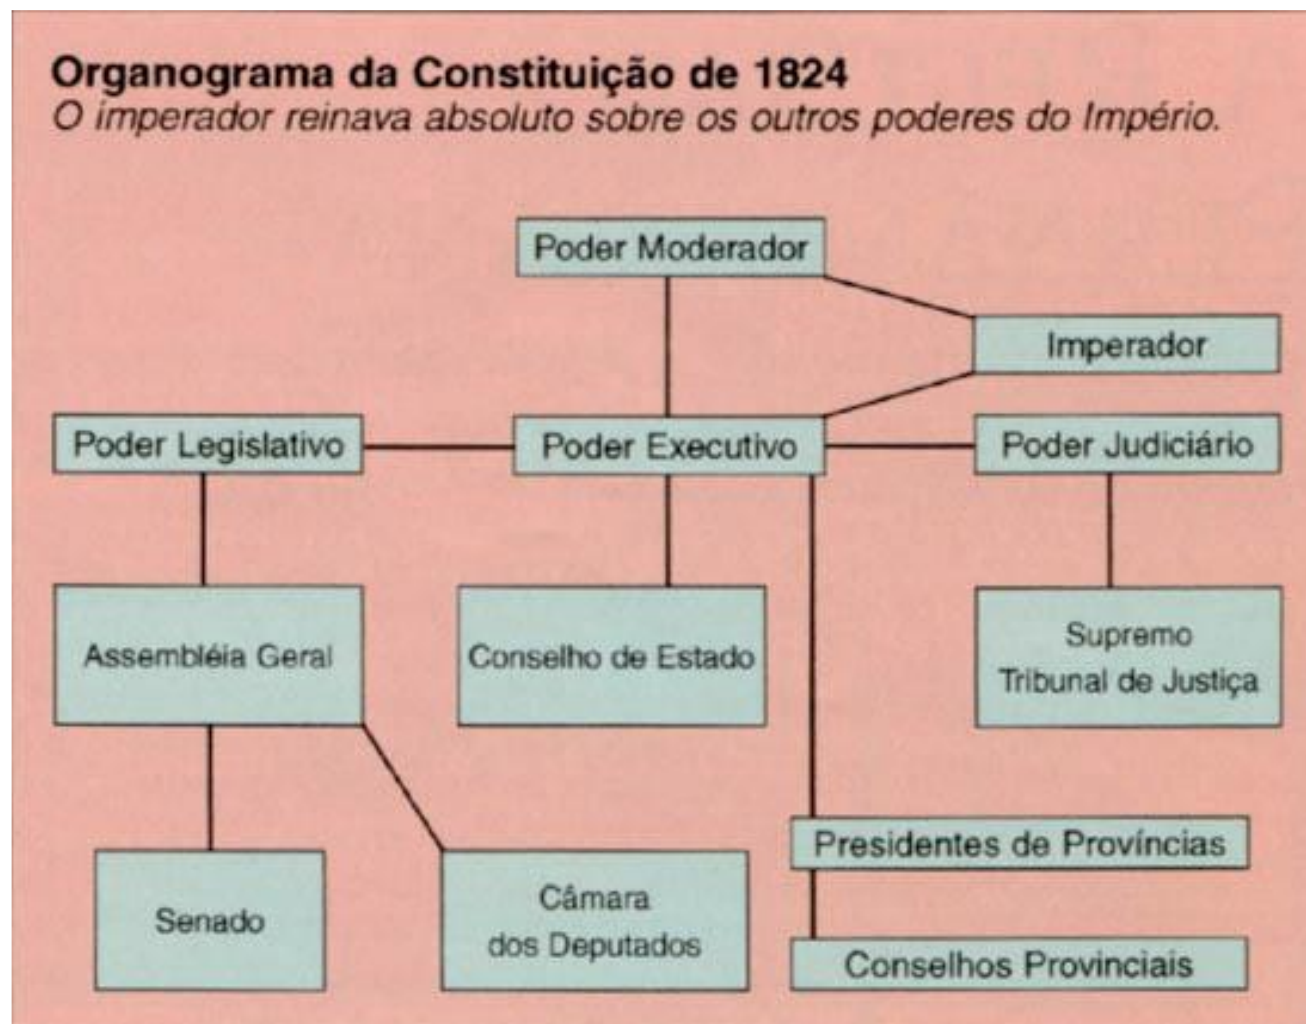 Organograma da Constituição de 1824
O imperador reinava absoluto sobre os outros poderes do Império.
Poder Moderador
Imperador
Poder Legislativo
Poder Executivo
Poder Judiciário
Assembléia Geral
Conselho de Estado
Supremo
Tribunal de Justiça
Presidentes de Províncias
Senado
Câmara
dos Deputados
Conselhos Provinciais